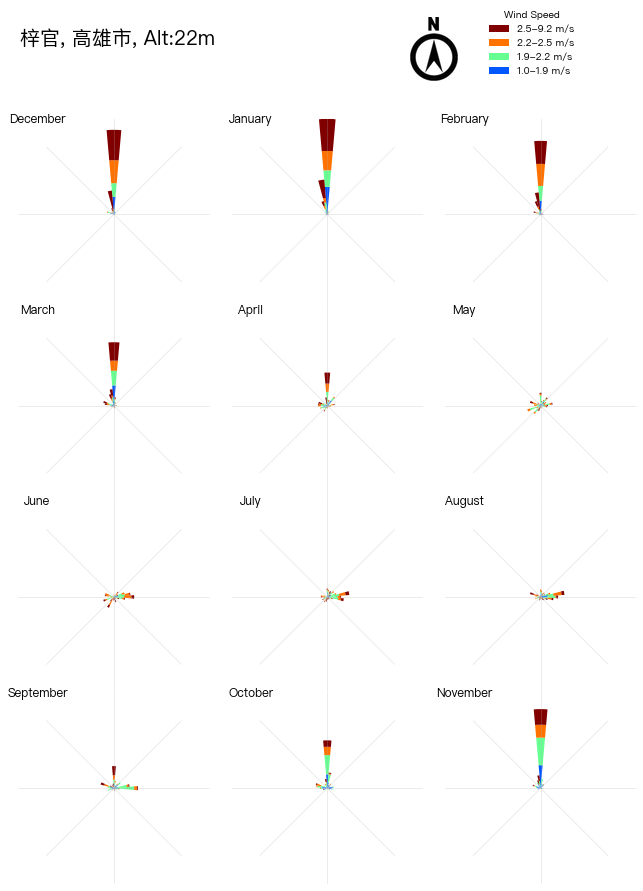 梓官, 高雄市, Alt:22m
N
Wind Speed
2.5–9.2 m/s
2.2–2.5 m/s
1.9–2.2 m/s
1.0–1.9 m/s
December
January
February
March
April
May
June
July
August
September
October
November